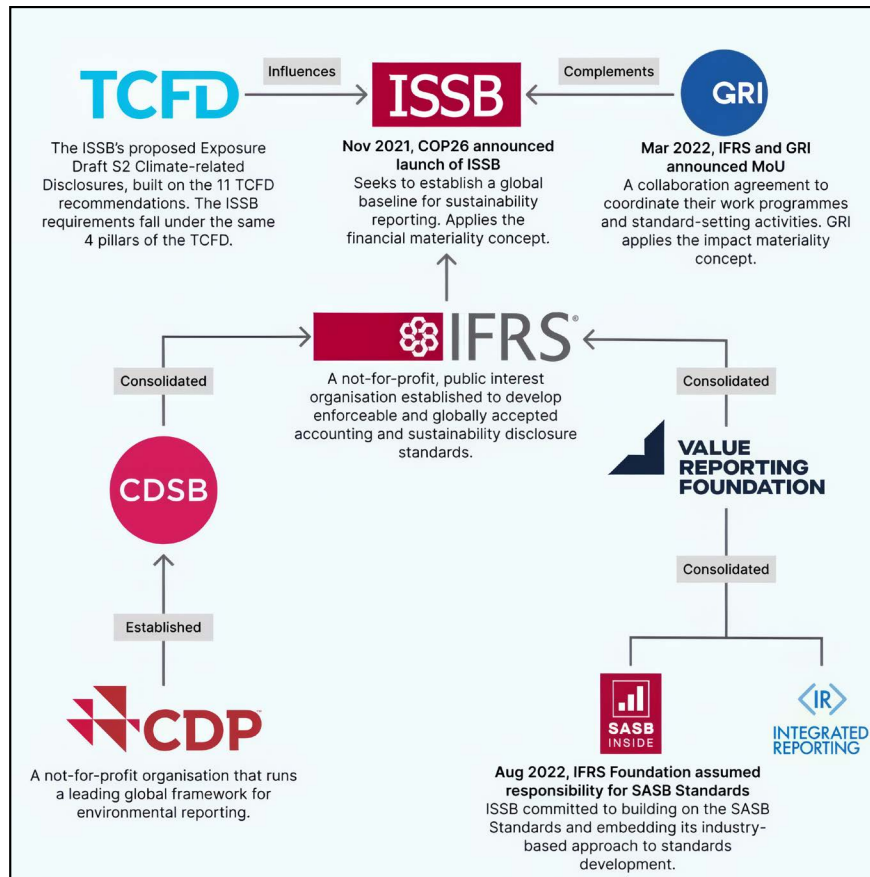 TCFD
Influences
ISSB
Complements
GRI
The ISSB's proposed Exposure
Draft S2 Climate-related
Disclosures, built on the 11 TCFD
recommendations. The ISSB
requirements fall under the same
4 pillars of the TCFD.
Nov 2021, COP26 announced
launch of ISSB
Seeks to establish a global
baseline for sustainability
reporting. Applies the
financial materiality concept.
Mar 2022, IFRS and GRI
announced MoU
A collaboration agreement to
coordinate their work programmes
and standard-setting activities. GRI
applies the impact materiality
concept.
IFRS®
A not-for-profit, public interest
organisation established to develop
enforceable and globally accepted
accounting and sustainability disclosure
standards.
Consolidated
CDSB
Established
CDP™
A not-for-profit organisation that runs
a leading global framework for
environmental reporting.
Consolidated
VALUE
REPORTING
FOUNDATION
Consolidated
SASB
INSIDE
<IR>
INTEGRATED
REPORTING
Aug 2022, IFRS Foundation assumed
responsibility for SASB Standards
ISSB committed to building on the SASB
Standards and embedding its industry-
based approach to standards
development.